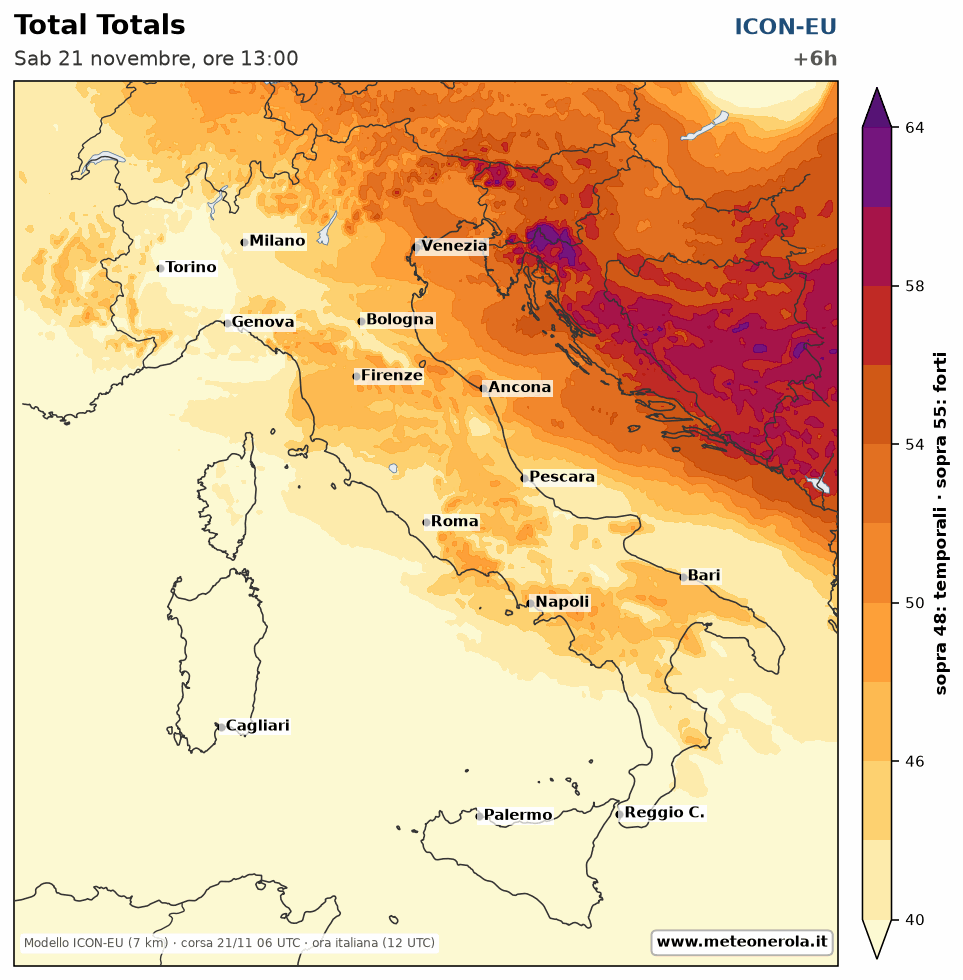 Total Totals
ICON-EU
Sab 21 novembre, ore 13:00
+6h
64
58
54
50
46
40
sopra 48: temporali · sopra 55: forti
Milano
Venezia
Torino
Genova
Bologna
Firenze
Ancona
Pescara
Roma
Bari
Napoli
Cagliari
Palermo
Reggio C.
Modello ICON-EU (7 km) · corsa 21/11 06 UTC · ora italiana (12 UTC)
www.meteonerola.it